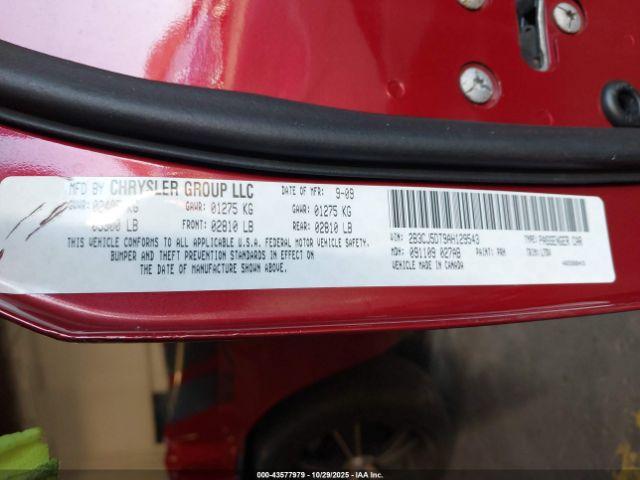 MFD BY CHRYSLER GROUP LLC DATE OF MFR 9-09
GVWR: KG GAWR: 01275 KG GAWR: 01275 KG
LB FRONT: 02810 LB REAR: 02810 LB
THIS VEHICLE CONFORMS TO ALL APPLICABLE U.S.A. FEDERAL MOTOR VEHICLE SAFETY,
BUMPER AND THEFT PREVENTION STANDARDS IN EFFECT ON
THE DATE OF MANUFACTURE SHOWN ABOVE.
VIN: 2B3CJ5DT9AH129543 TYPE: PASSENGER CAR
MDH: 091109 027AB PAINT: PRH TRIM:
VEHICLE MADE IN CANADA
000-43577979 | 10/29/2025 | IAA Inc.